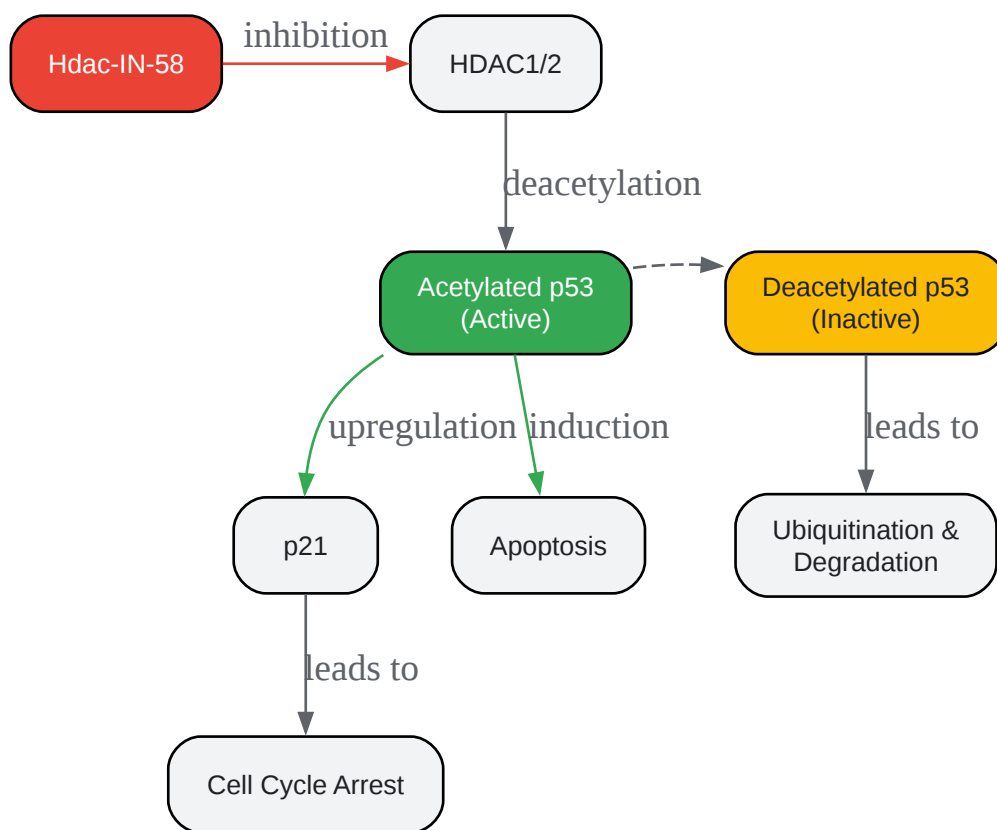 inhibition
Hdac-IN-58
HDAC1/2
deacetylation
Acetylated p53
(Active)
Deacetylated p53
(Inactive)
upregulation
induction
leads to
p21
Apoptosis
Ubiquitination &
Degradation
leads to
Cell Cycle Arrest